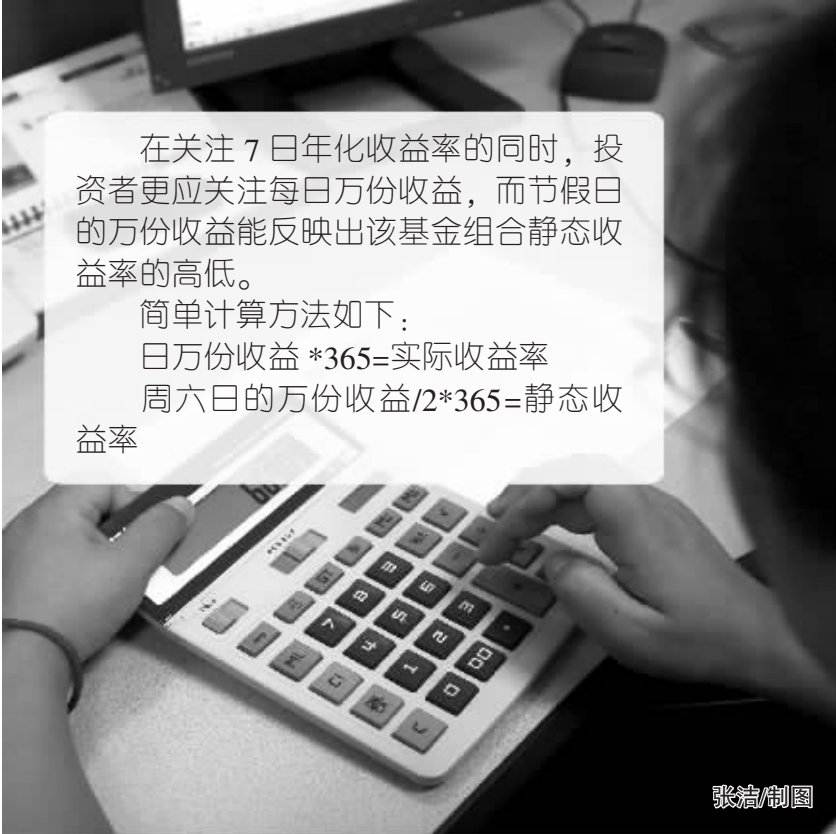 在关注 7 日年化收益率的同时，投
资者更应关注每日万份收益，而节假日
的万份收益能反映出该基金组合静态收
益率的高低。
简单计算方法如下：
日万份收益 *365=实际收益率
周六日的万份收益/2*365=静态收
益率
张洁/制图